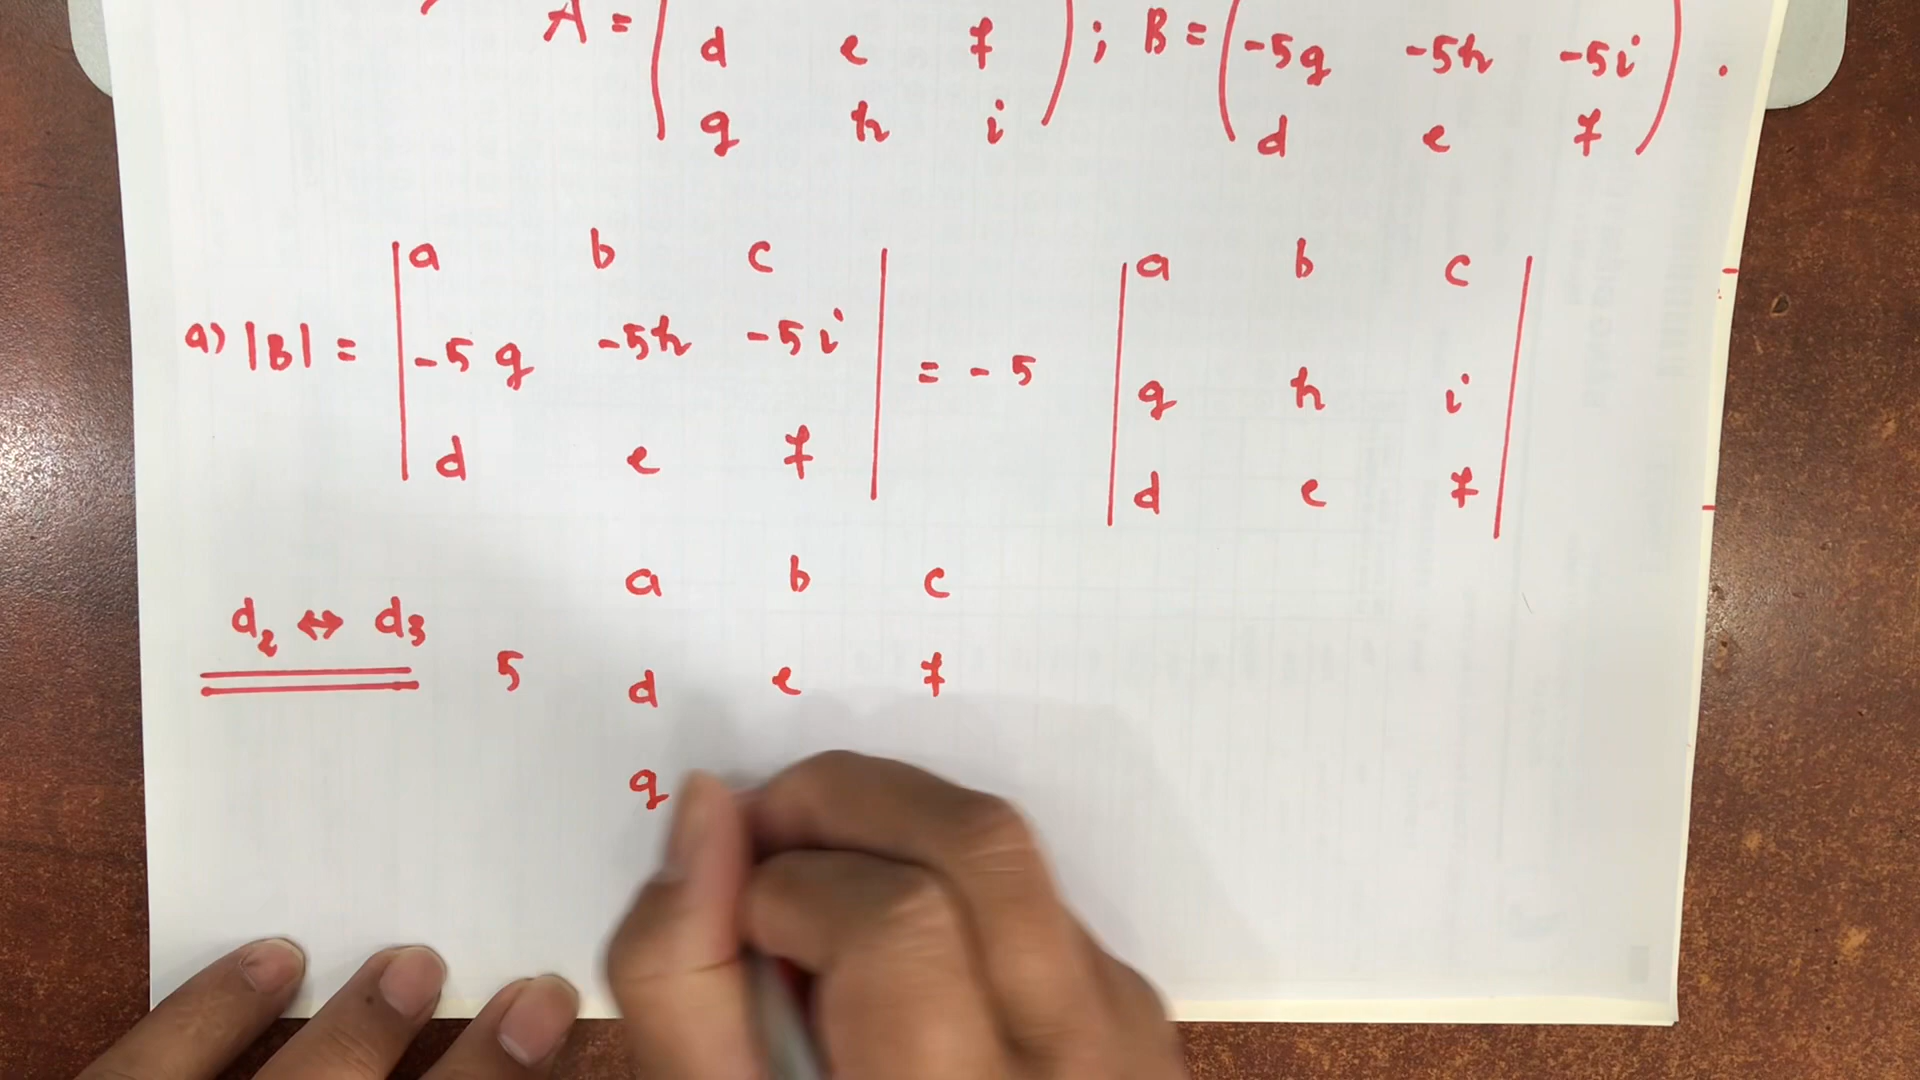 A = ( d e f ; B = ( -5g -5h -5i ) .
g h i ) d e f
a b c a b c
a) |B| = | -5g -5h -5i | = -5 | g h i |
d e f d e f
a b c
d₂ ↔ d₃
5 d e f
g